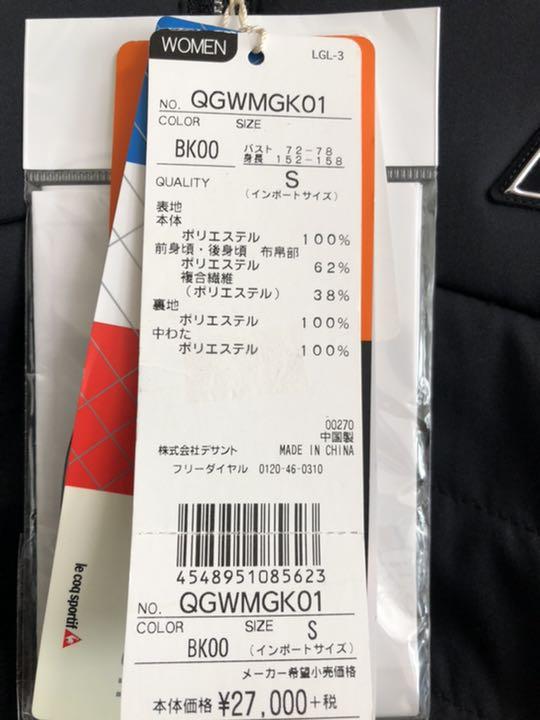 WOMEN
LGL-3
NO. QGWMGK01
COLOR SIZE
BK00 バスト 72-78
身長 152-158
QUALITY S
(インポートサイズ)
表地
本体
ポリエステル 100%
前身頃・後身頃 布帛部
ポリエステル 62%
複合繊維
(ポリエステル) 38%
裏地
ポリエステル 100%
中わた
ポリエステル 100%
00270
中国製
株式会社デサント MADE IN CHINA
フリーダイヤル 0120-46-0310
4548951085623
NO. QGWMGK01
COLOR SIZE S
BK00 (インポートサイズ)
メーカー希望小売価格
本体価格 ¥27,000+税
le coq sportif